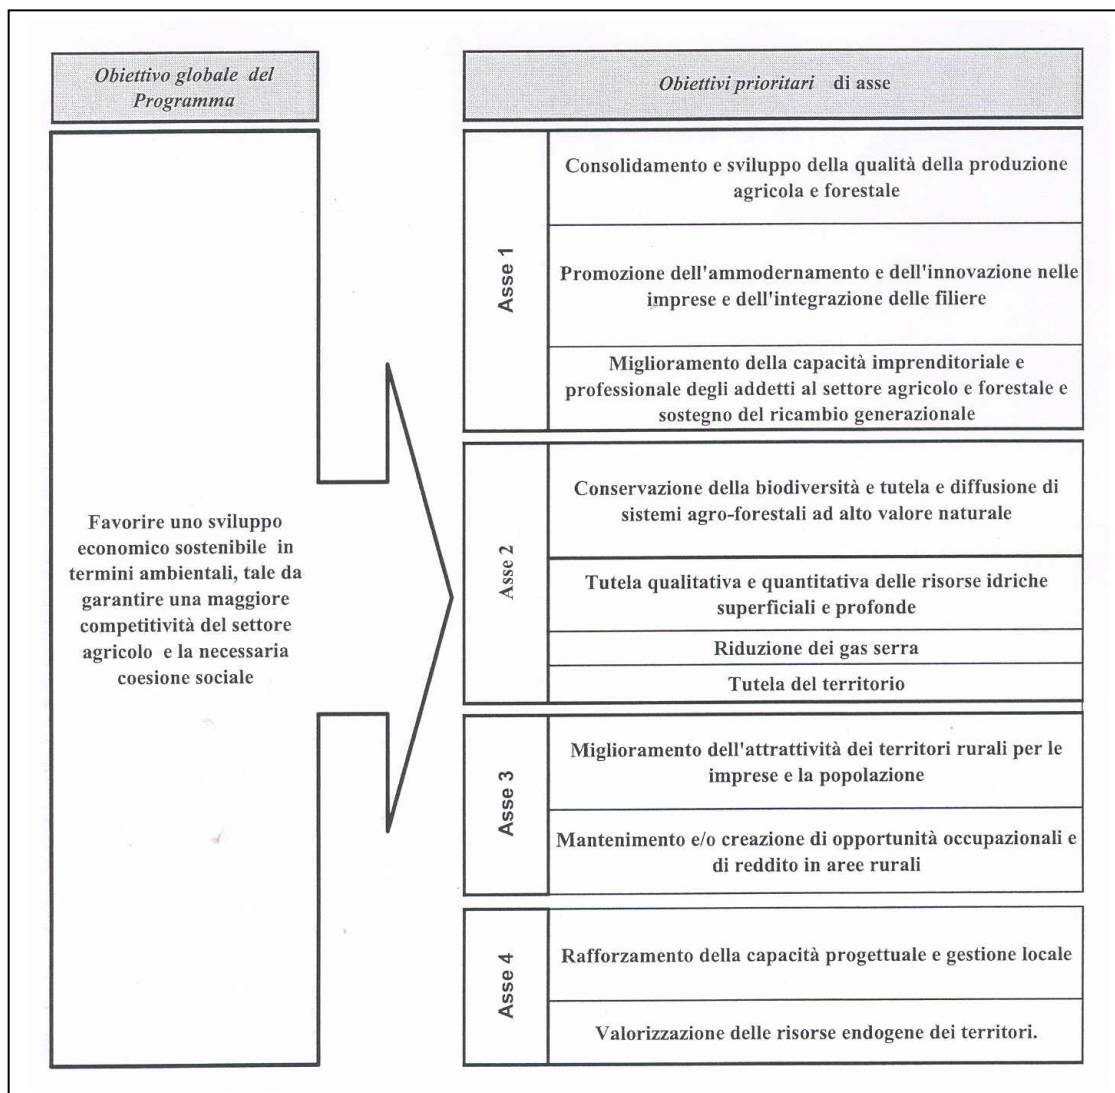 Obiettivo globale del
Programma
Favorire uno sviluppo
economico sostenibile in
termini ambientali, tale da
garantire una maggiore
competitività del settore
agricolo e la necessaria
coesione sociale
Obiettivi prioritari di asse
Asse 1
Consolidamento e sviluppo della qualità della produzione
agricola e forestale
Promozione dell'ammodernamento e dell'innovazione nelle
imprese e dell'integrazione delle filiere
Miglioramento della capacità imprenditoriale e
professionale degli addetti al settore agricolo e forestale e
sostegno del ricambio generazionale
Asse 2
Conservazione della biodiversità e tutela e diffusione di
sistemi agro-forestali ad alto valore naturale
Tutela qualitativa e quantitativa delle risorse idriche
superficiali e profonde
Riduzione dei gas serra
Tutela del territorio
Asse 3
Miglioramento dell'attrattività dei territori rurali per le
imprese e la popolazione
Mantenimento e/o creazione di opportunità occupazionali e
di reddito in aree rurali
Asse 4
Rafforzamento della capacità progettuale e gestione locale
Valorizzazione delle risorse endogene dei territori.